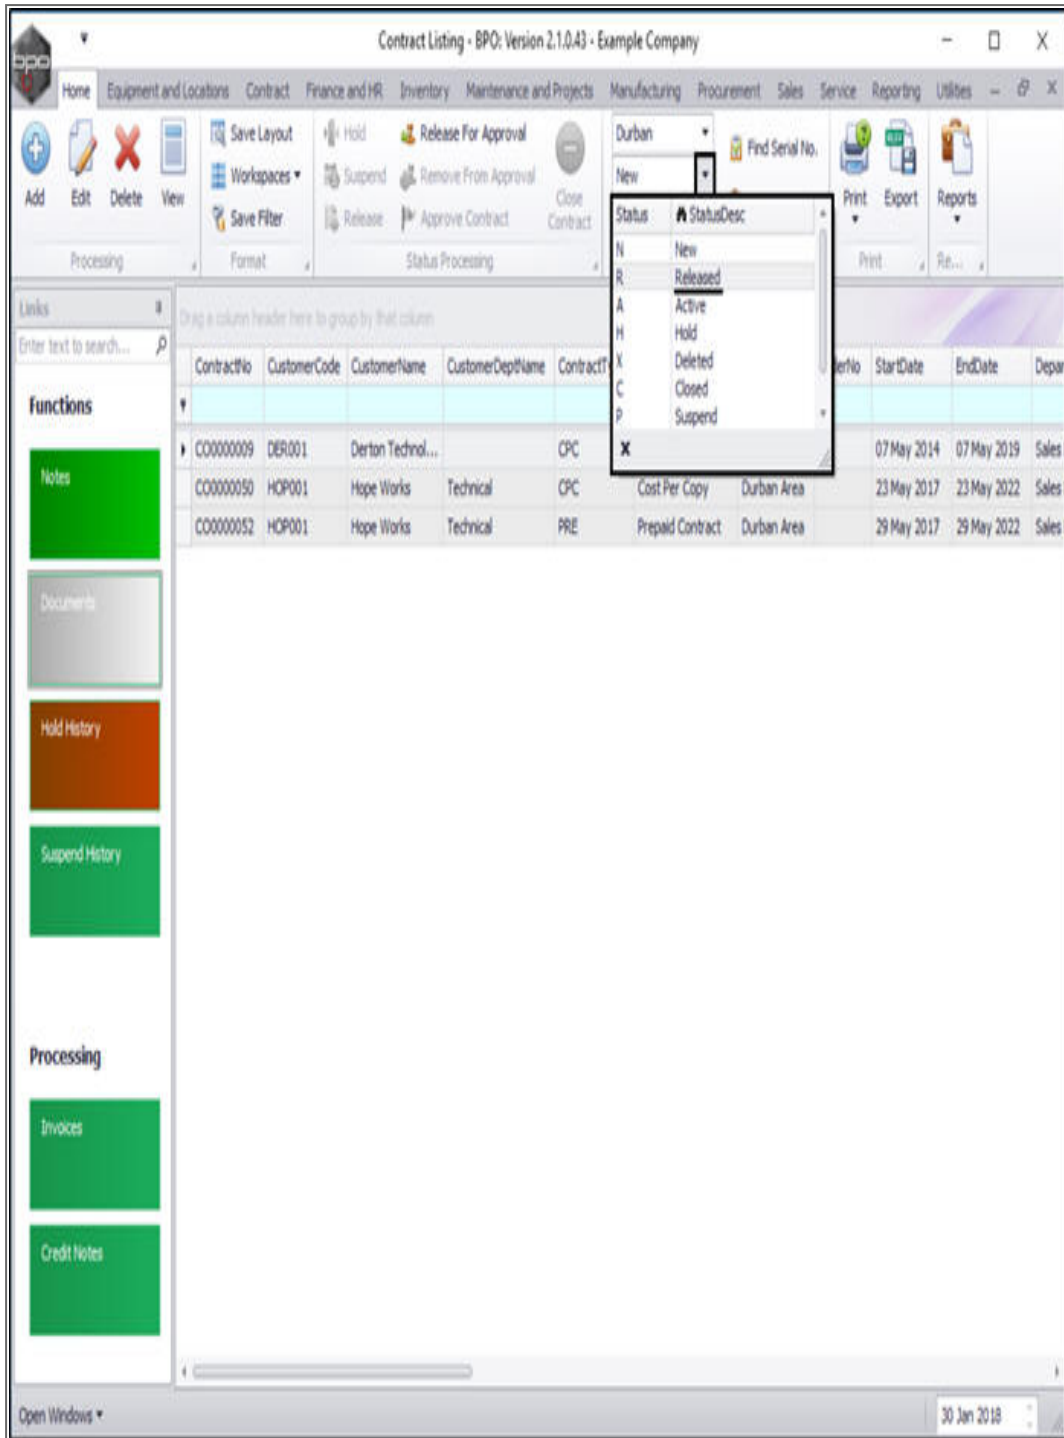 Contract Listing - BPO: Version 2.1.0.43 - Example Company
bpo
Home Equipment and Locations Contract Finance and HR Inventory Maintenance and Projects Manufacturing Procurement Sales Service Reporting Utilities
Add Edit Delete View
Processing
Save Layout
Workspaces
Save Filter
Format
Hold Release For Approval
Suspend Remove From Approval
Release Approve Contract
Close Contract
Status Processing
Durban
New
Find Serial No.
Print Export
Print
Reports
Re...
Status StatusDesc
N New
R Released
A Active
H Hold
X Deleted
C Closed
P Suspend
x
Links
Enter text to search...
Functions
Notes
Documents
Hold History
Suspend History
Processing
Invoices
Credit Notes
Drag a column header here to group by that column
ContractNo CustomerCode CustomerName CustomerDeptName ContractT erNo StartDate EndDate Depar
CO0000009 DER001 Derton Technol... CPC 07 May 2014 07 May 2019 Sales
CO0000050 HOP001 Hope Works Technical CPC Cost Per Copy Durban Area 23 May 2017 23 May 2022 Sales
CO0000052 HOP001 Hope Works Technical PRE Prepaid Contract Durban Area 29 May 2017 29 May 2022 Sales
Open Windows
30 Jan 2018